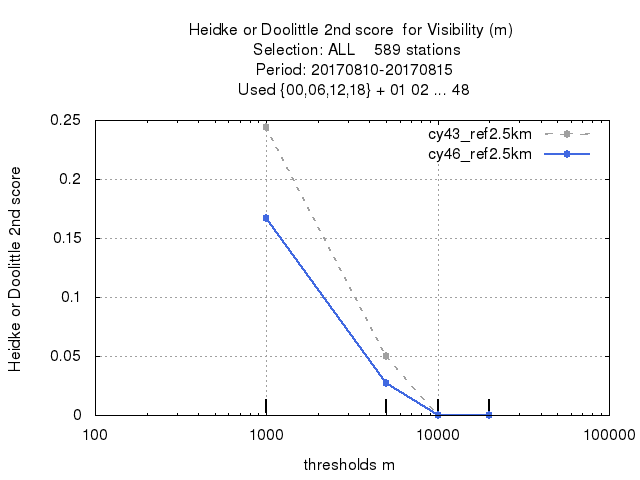 Heidke or Doolittle 2nd score  for Visibility (m)
Selection: ALL    589 stations
Period: 20170810-20170815
Used {00,06,12,18} + 01 02 ... 48
cy43_ref2.5km
cy46_ref2.5km
Heidke or Doolittle 2nd score
0.25
0.2
0.15
0.1
0.05
0
100 1000 10000 100000
thresholds m